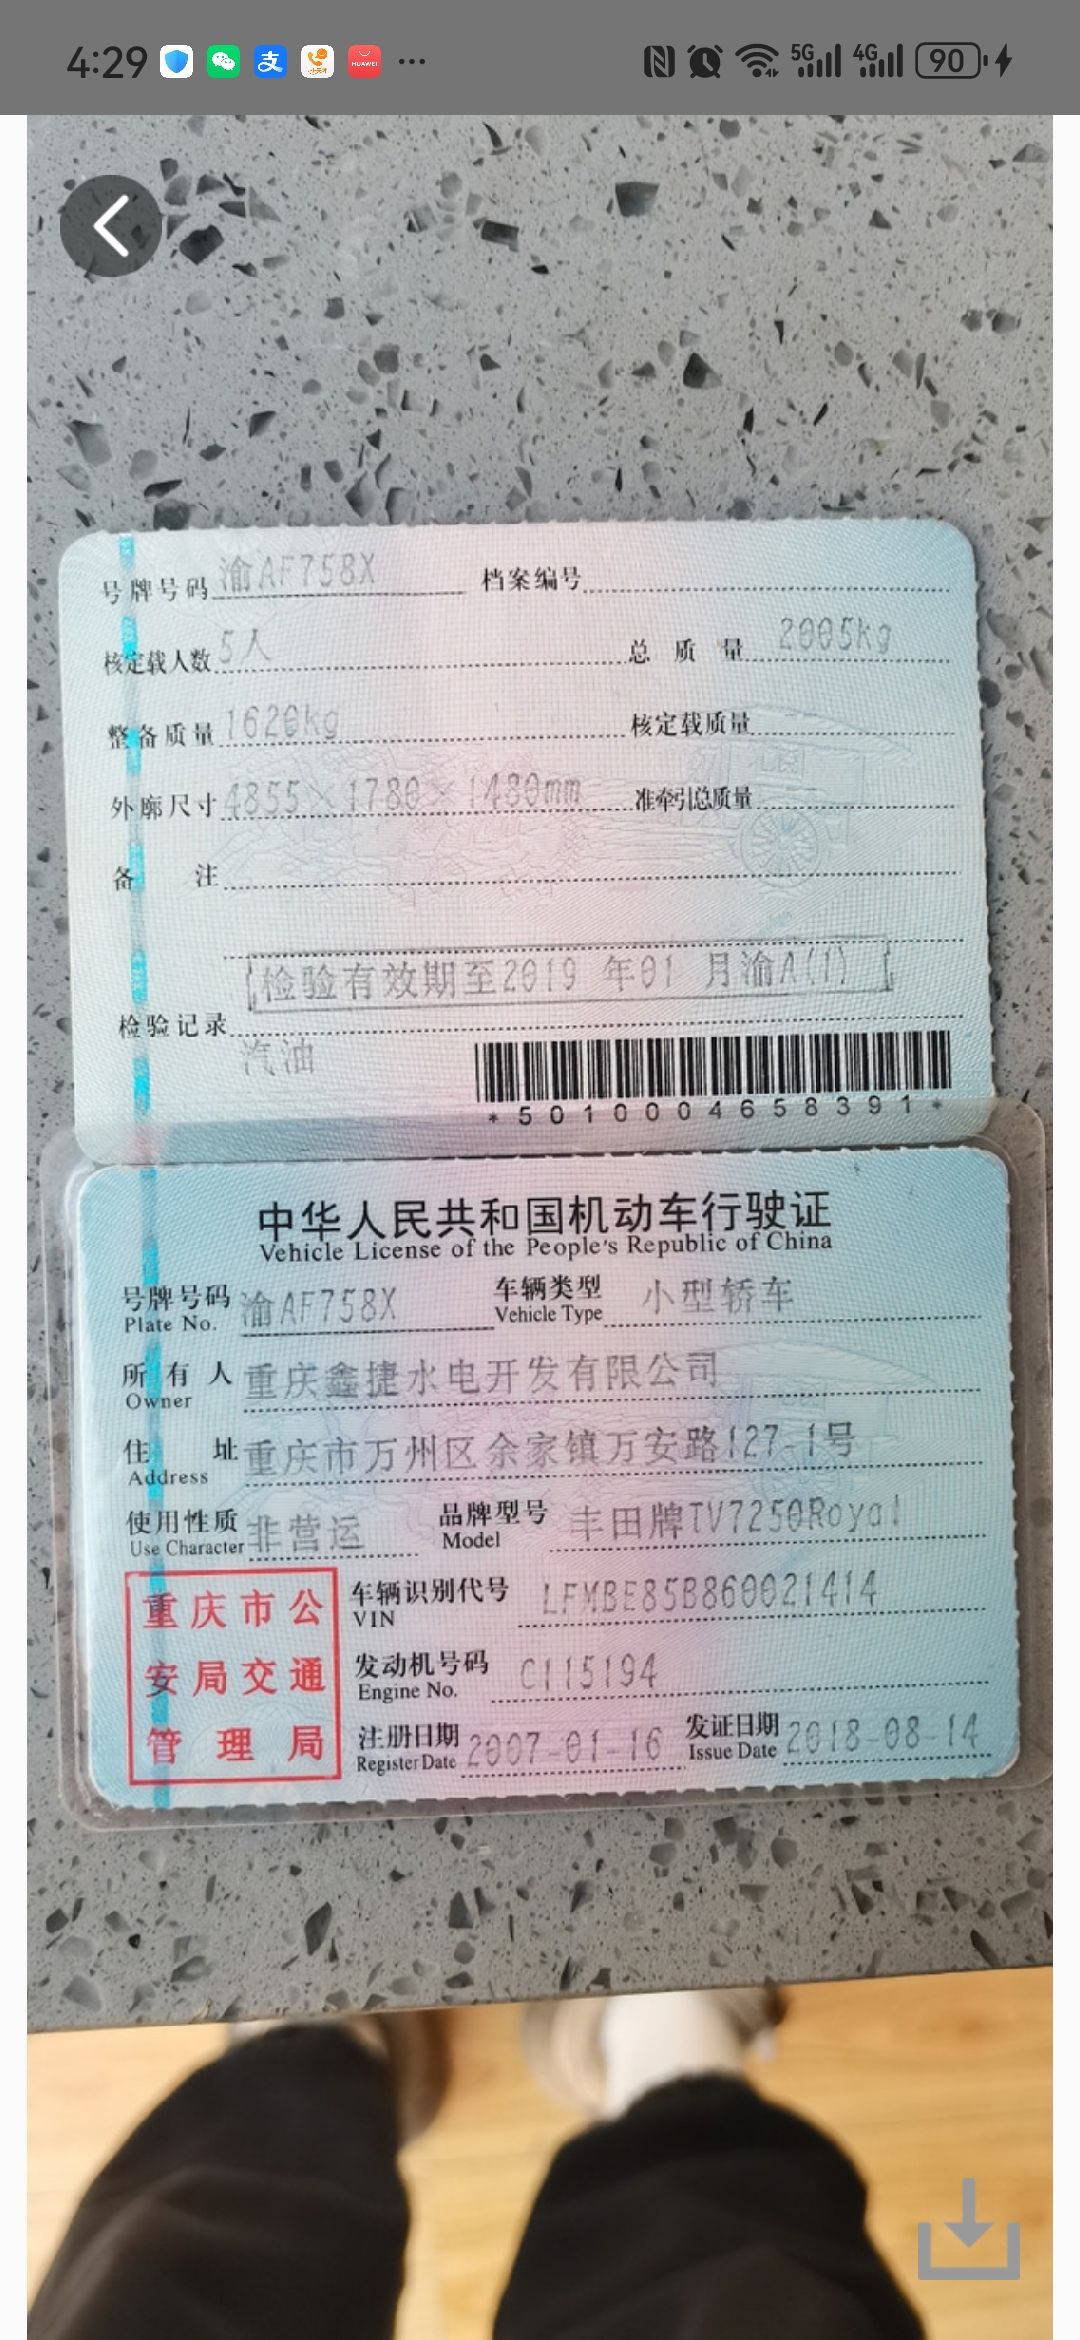 4:29
HUAWEI
5G 4G 90
号牌号码 渝AF758X 档案编号
核定载人数 5人 总质量 2005kg
整备质量 1620kg 核定载质量
外廓尺寸 4855×1780×1480mm 准牵引总质量
备注
检验有效期至2019 年01 月渝A(1)
检验记录
汽油
*5010004658391*
中华人民共和国机动车行驶证
Vehicle License of the People's Republic of China
号牌号码 渝AF758X 车辆类型 小型轿车
Plate No. Vehicle Type
所有人 重庆鑫捷水电开发有限公司
Owner
住址 重庆市万州区余家镇万安路127-1号
Address
使用性质 非营运 品牌型号 丰田牌TV7250Royal
Use Character Model
重庆市公
安局交通
管理局
车辆识别代号 LFMBE85B860021414
VIN
发动机号码 C115194
Engine No.
注册日期 2007-01-16 发证日期 2018-08-14
Register Date Issue Date